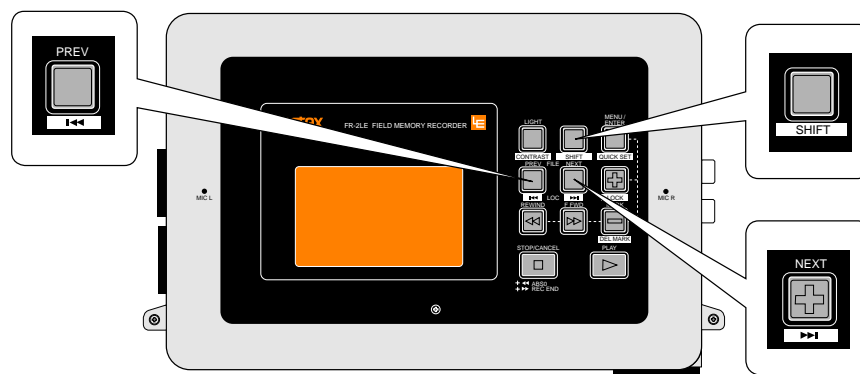 PREV
SHIFT
NEXT
FR-2LE FIELD MEMORY RECORDER LE
LIGHT
MENU /
ENTER
CONTRAST
SHIFT
QUICK SET
PREV FILE NEXT
LOC
LOCK
REWIND
F FWD
DEL MARK
STOP/CANCEL
PLAY
ABS0
REC END
MIC L
MIC R